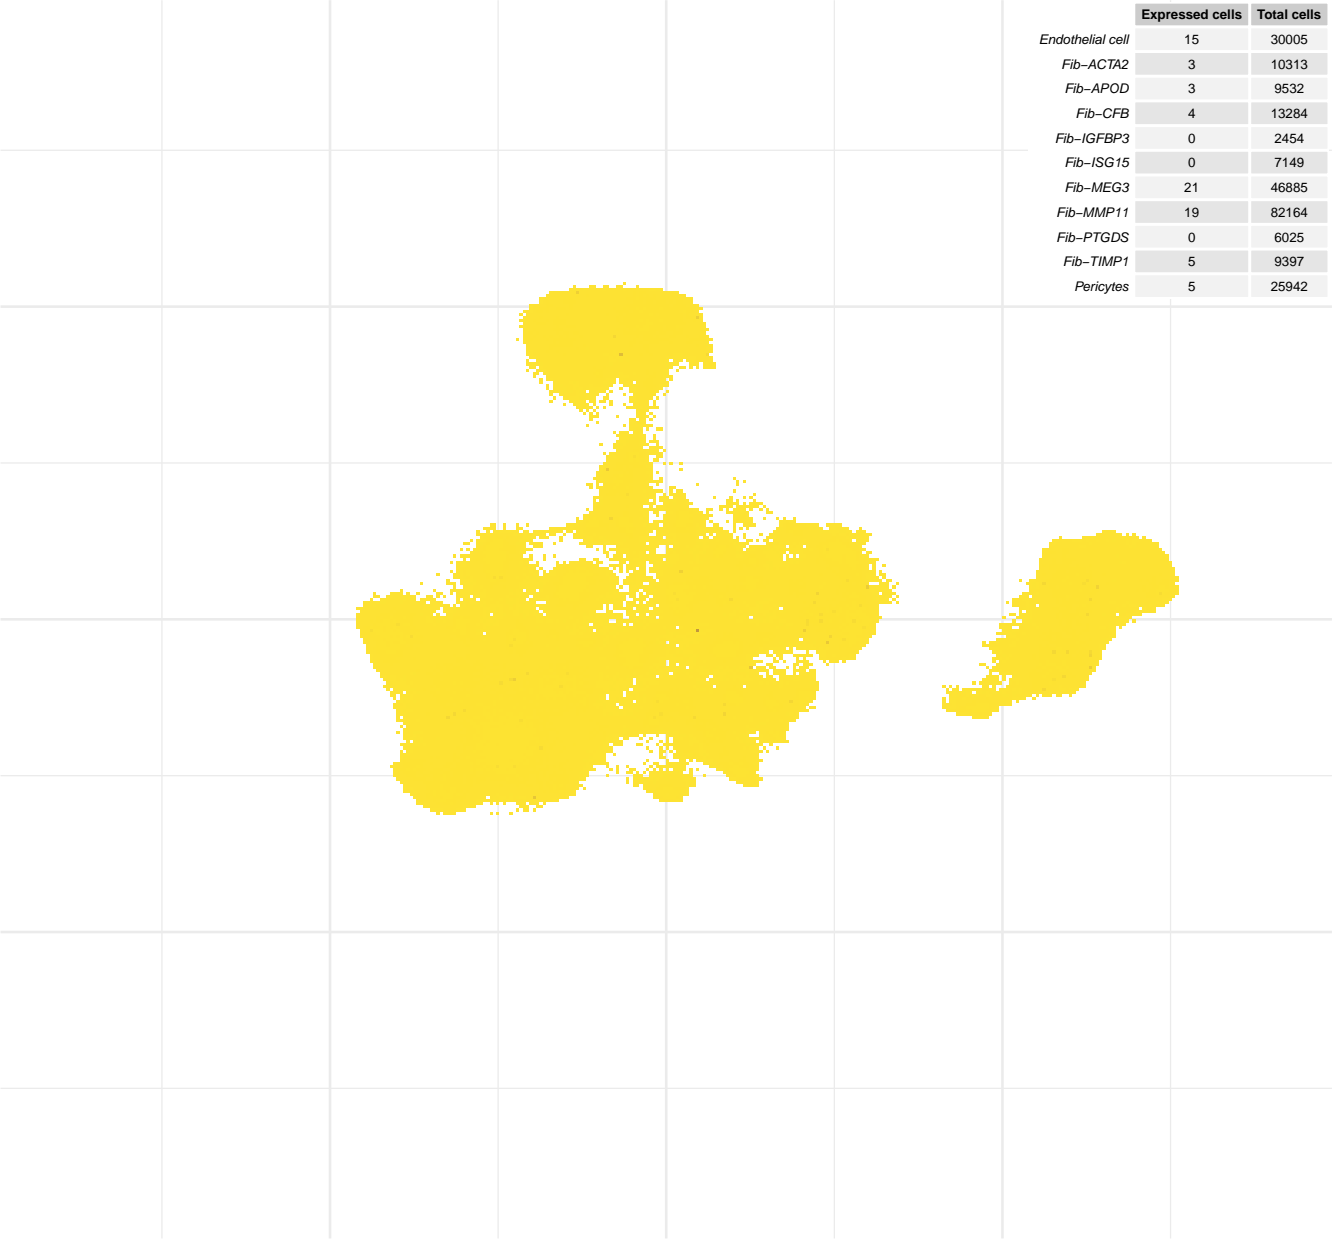 Expressed cells Total cells
Endothelial cell 15 30005
Fib−ACTA2 3 10313
Fib−APOD 3 9532
Fib−CFB 4 13284
Fib−IGFBP3 0 2454
Fib−ISG15 0 7149
Fib−MEG3 21 46885
Fib−MMP11 19 82164
Fib−PTGDS 0 6025
Fib−TIMP1 5 9397
Pericytes 5 25942